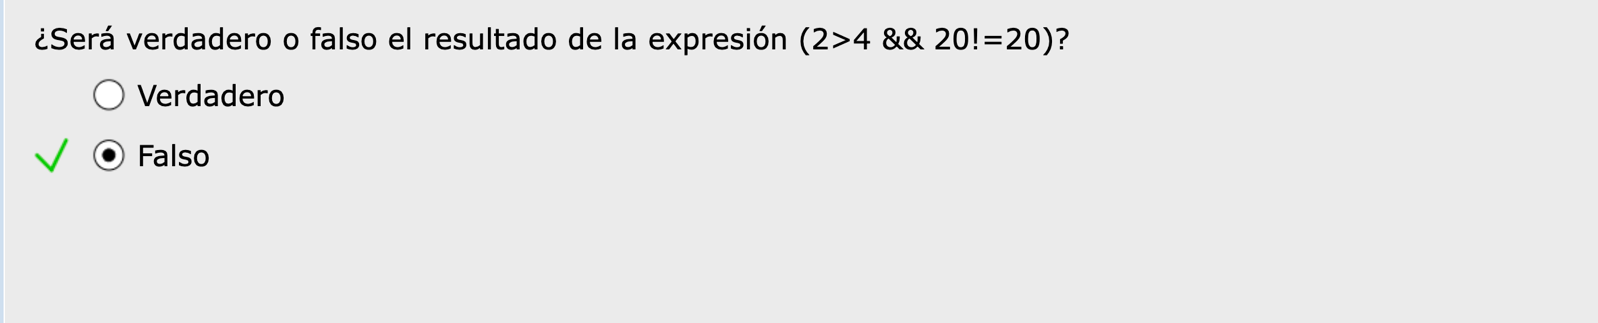 ¿Será verdadero o falso el resultado de la expresión (2>4 && 20!=20)?
Verdadero
Falso